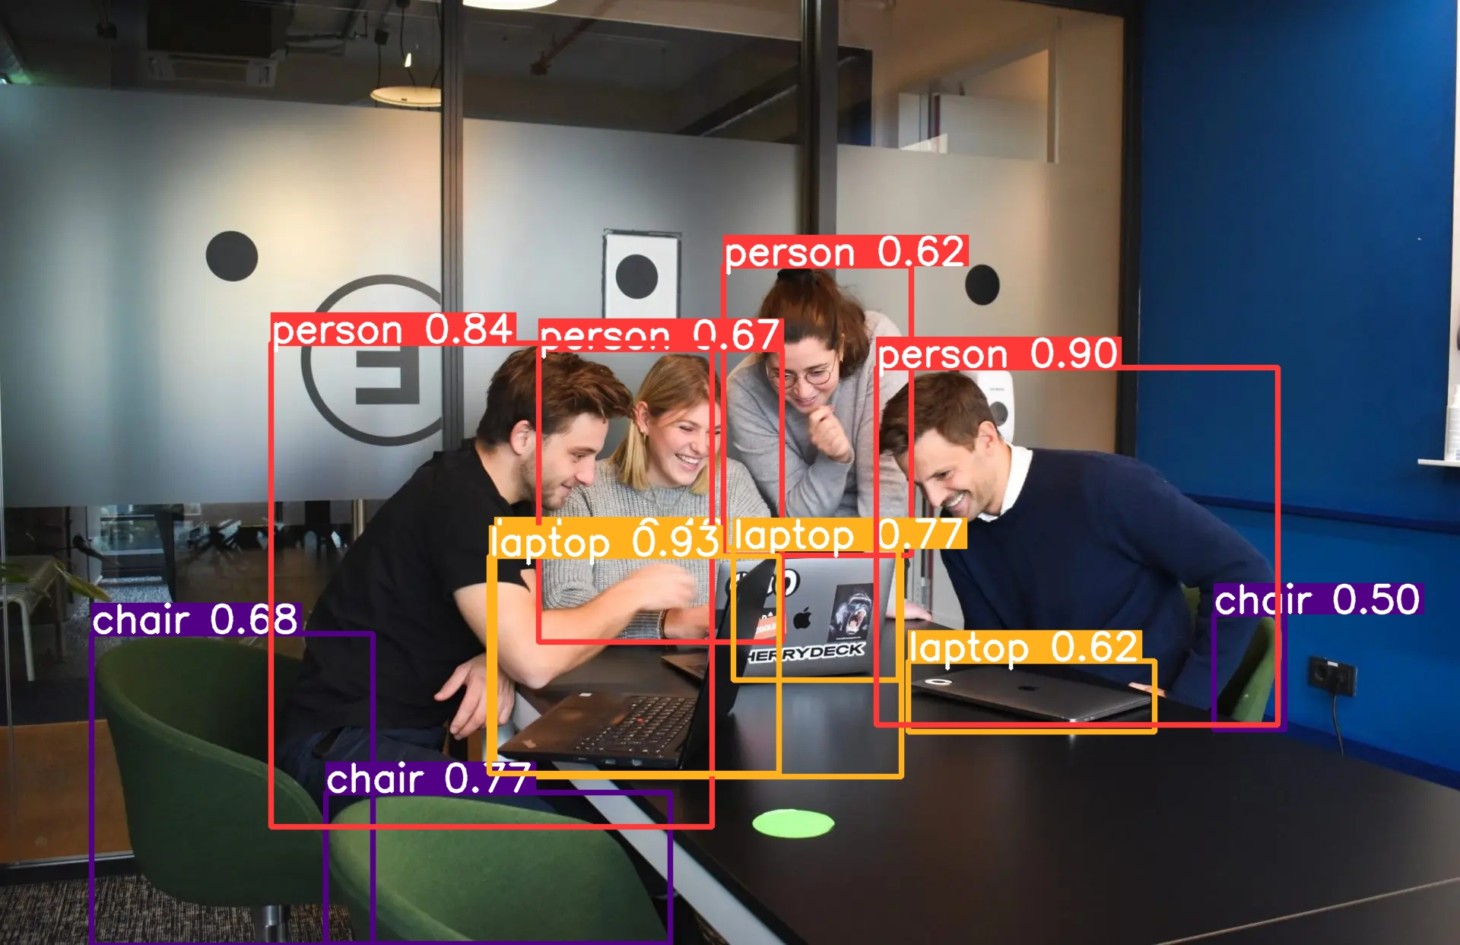 person 0.62
person 0.84
person 0.67
person 0.90
laptop 0.93
laptop 0.77
chair 0.68
chair 0.50
laptop 0.62
HERRYDECK
chair 0.77